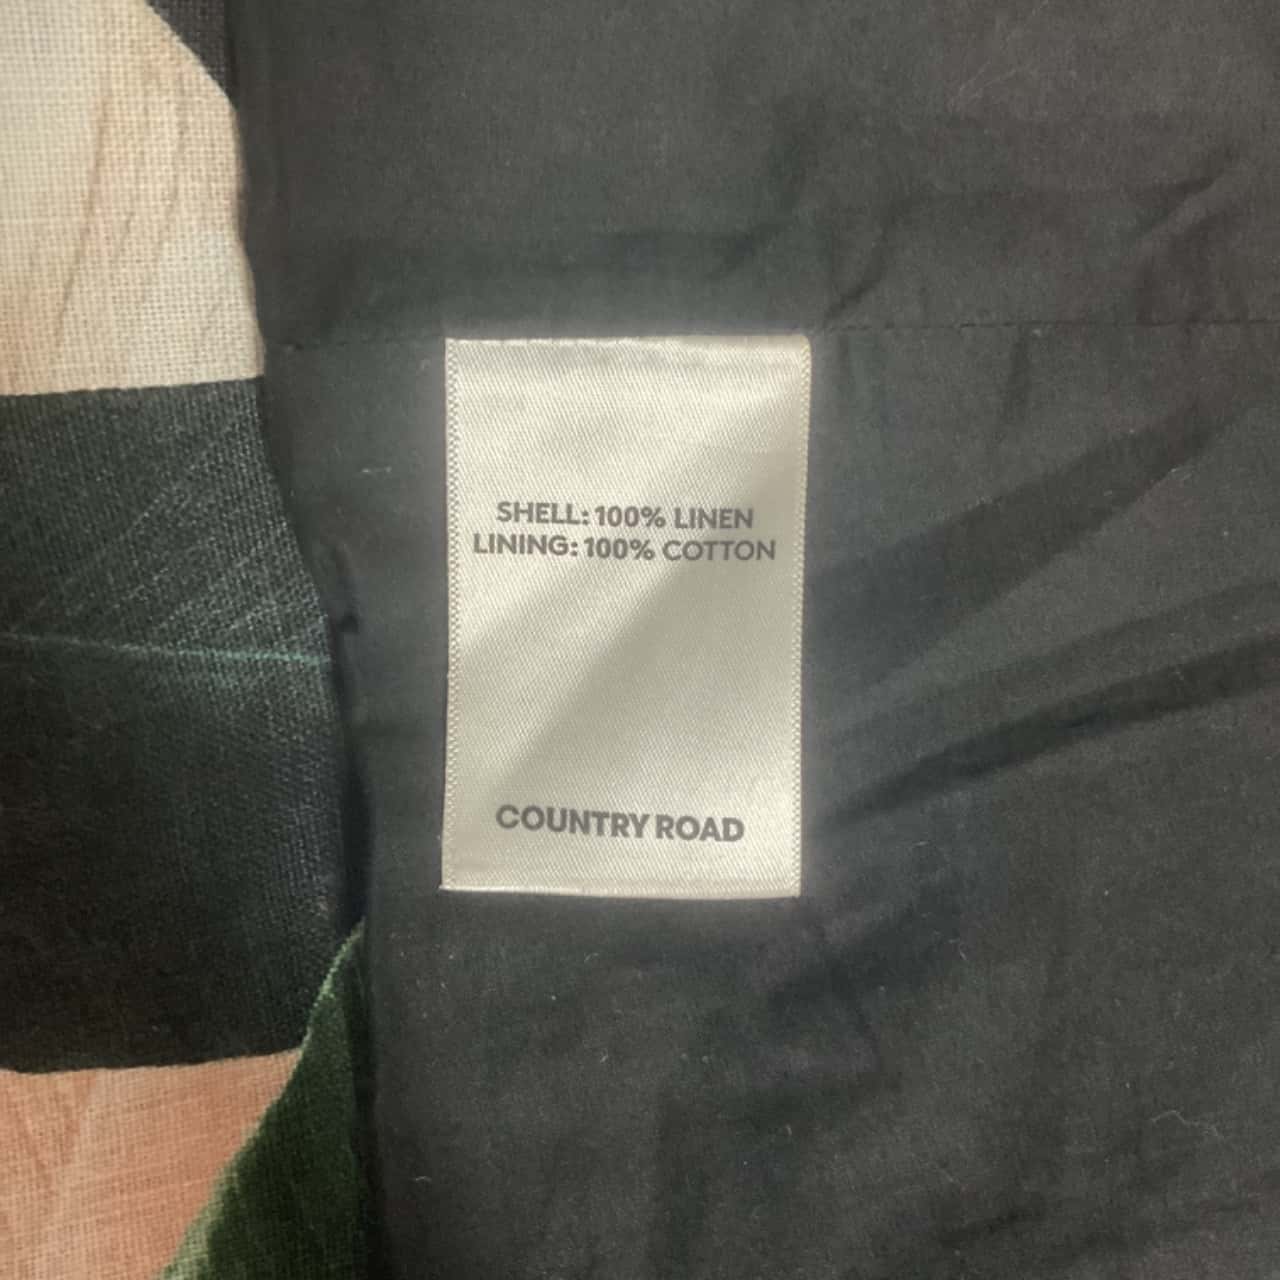 SHELL: 100% LINEN
LINING: 100% COTTON
COUNTRY ROAD